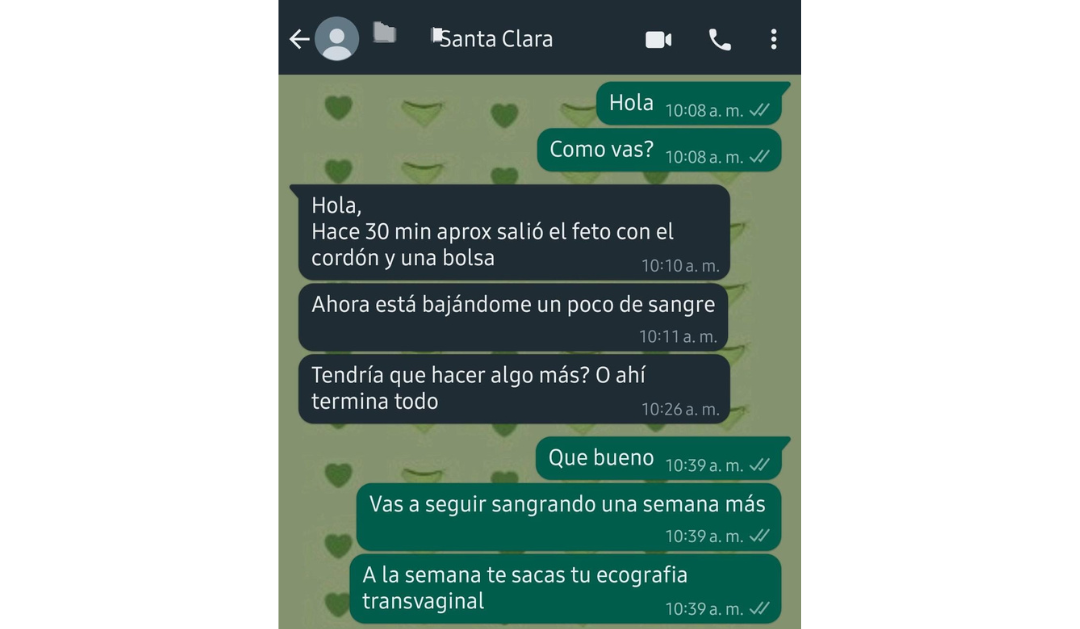 Santa Clara
Hola 10:08 a. m.
Como vas? 10:08 a. m.
Hola,
Hace 30 min aprox salió el feto con el
cordón y una bolsa
10:10 a. m.
Ahora está bajándome un poco de sangre
10:11 a. m.
Tendría que hacer algo más? O ahí
termina todo
10:26 a. m.
Que bueno 10:39 a. m.
Vas a seguir sangrando una semana más
10:39 a. m.
A la semana te sacas tu ecografia
transvaginal
10:39 a. m.